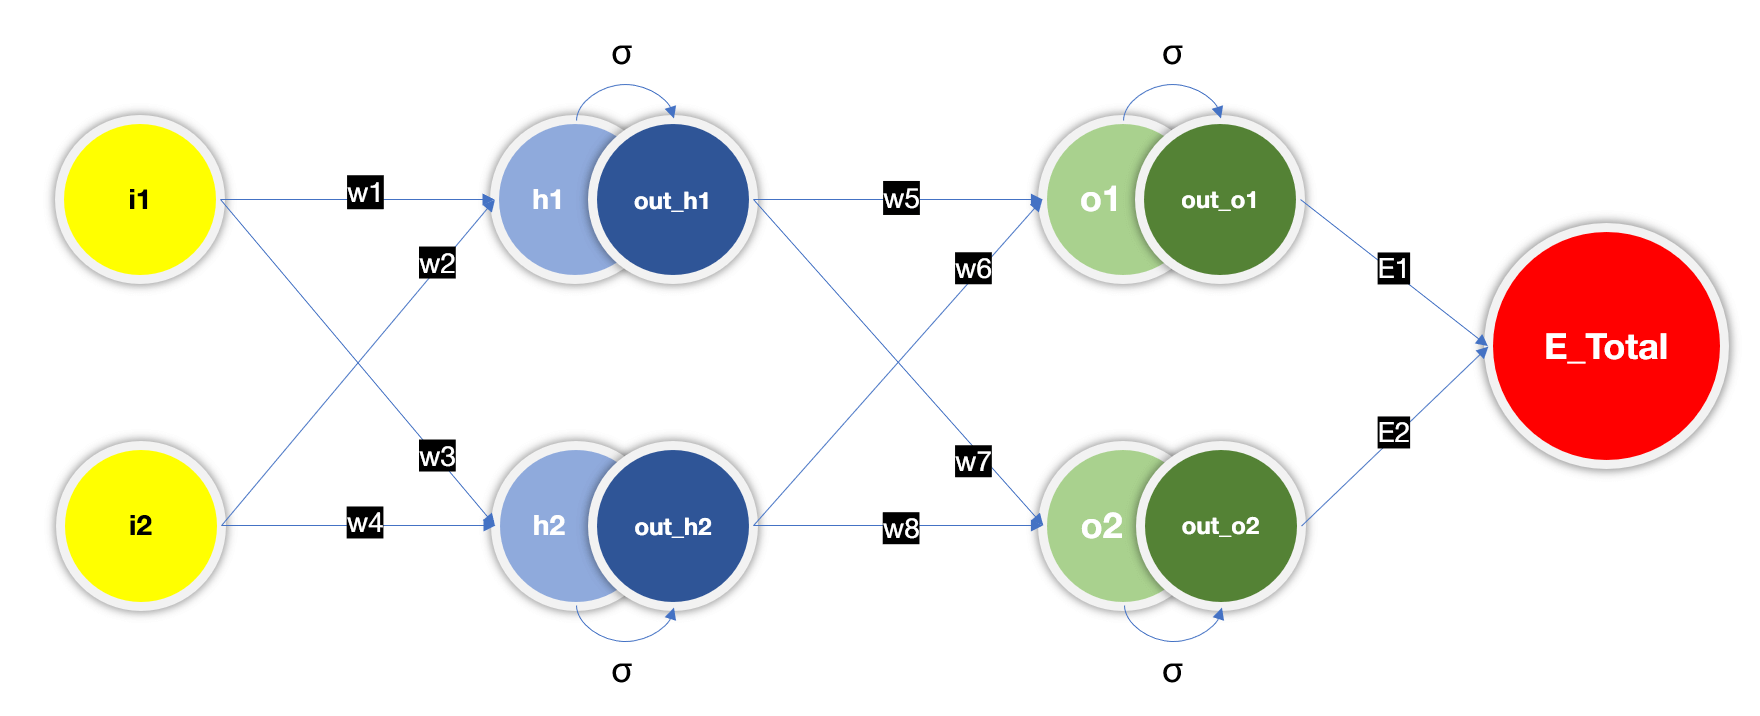 σ
σ
i1
w1
h1
out_h1
w5
o1
out_o1
w2
w6
E1
E_Total
w3
w7
E2
i2
w4
h2
out_h2
w8
o2
out_o2
σ
σ